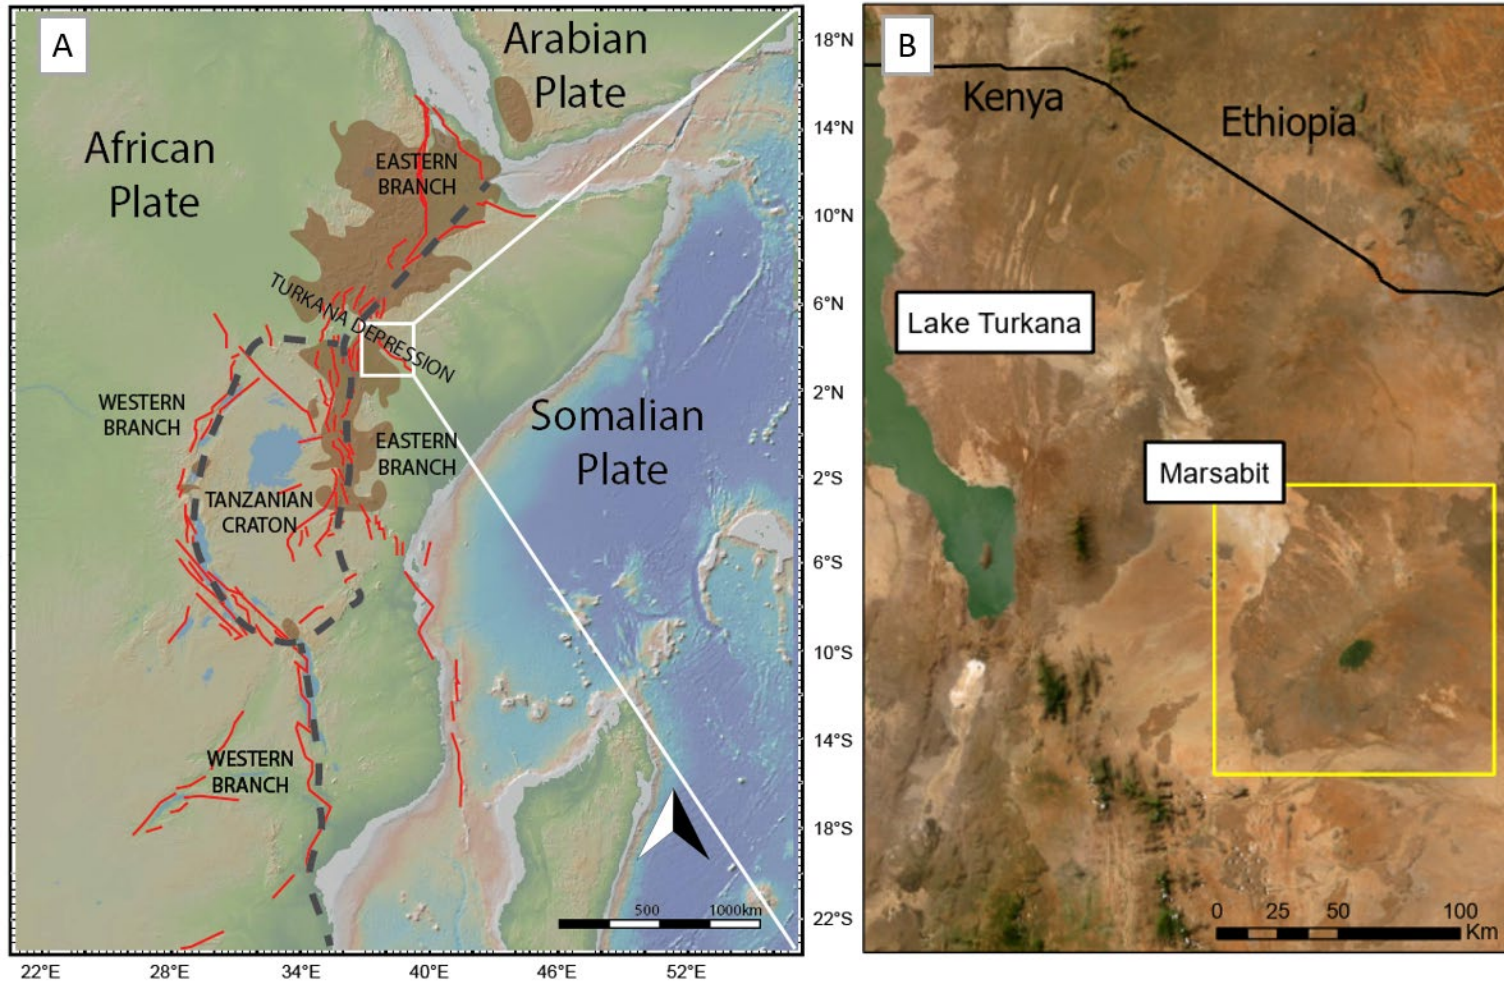 A
Arabian
Plate
African
Plate
EASTERN
BRANCH
TURKANA DEPRESSION
WESTERN
BRANCH
Somalian
Plate
EASTERN
BRANCH
TANZANIAN
CRATON
WESTERN
BRANCH
500 1000km
18°N
14°N
10°N
6°N
2°N
2°S
6°S
10°S
14°S
18°S
22°S
22°E 28°E 34°E 40°E 46°E 52°E
B
Kenya
Ethiopia
Lake Turkana
Marsabit
0 25 50 100
Km